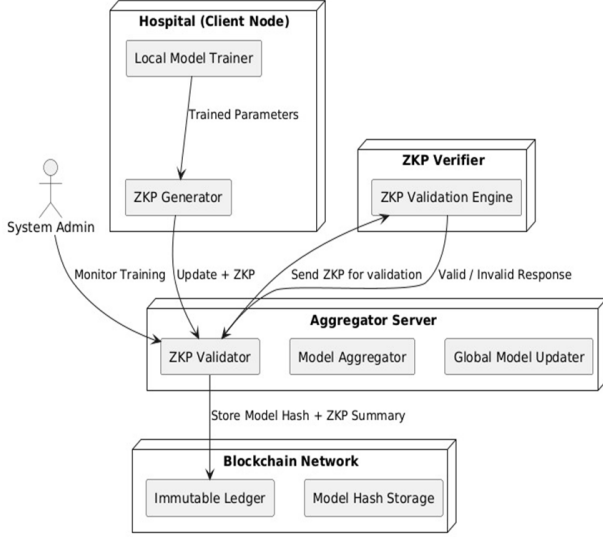 Hospital (Client Node)
Local Model Trainer
Trained Parameters
ZKP Generator
ZKP Verifier
ZKP Validation Engine
System Admin
Monitor Training
Update + ZKP
Send ZKP for validation
Valid / Invalid Response
Aggregator Server
ZKP Validator
Model Aggregator
Global Model Updater
Store Model Hash + ZKP Summary
Blockchain Network
Immutable Ledger
Model Hash Storage